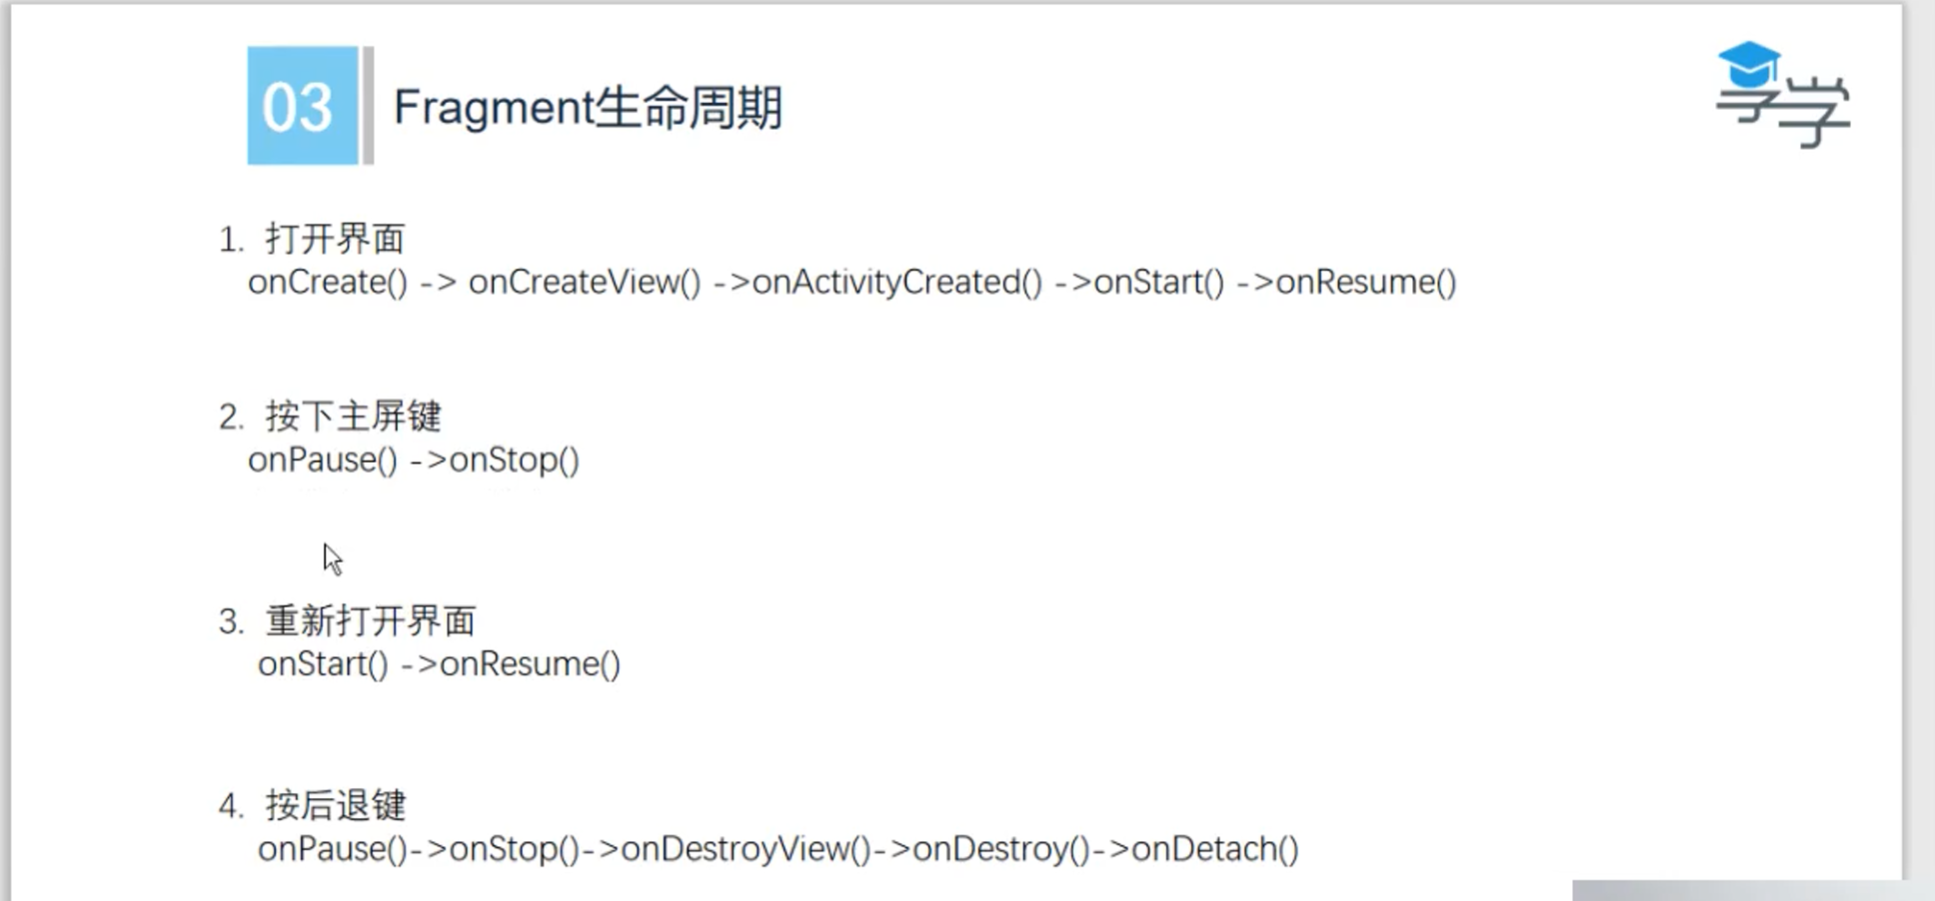 03
Fragment生命周期
享学
1. 打开界面
onCreate() -> onCreateView() ->onActivityCreated() ->onStart() ->onResume()
2. 按下主屏键
onPause() ->onStop()
3. 重新打开界面
onStart() ->onResume()
4. 按后退键
onPause()->onStop()->onDestroyView()->onDestroy()->onDetach()